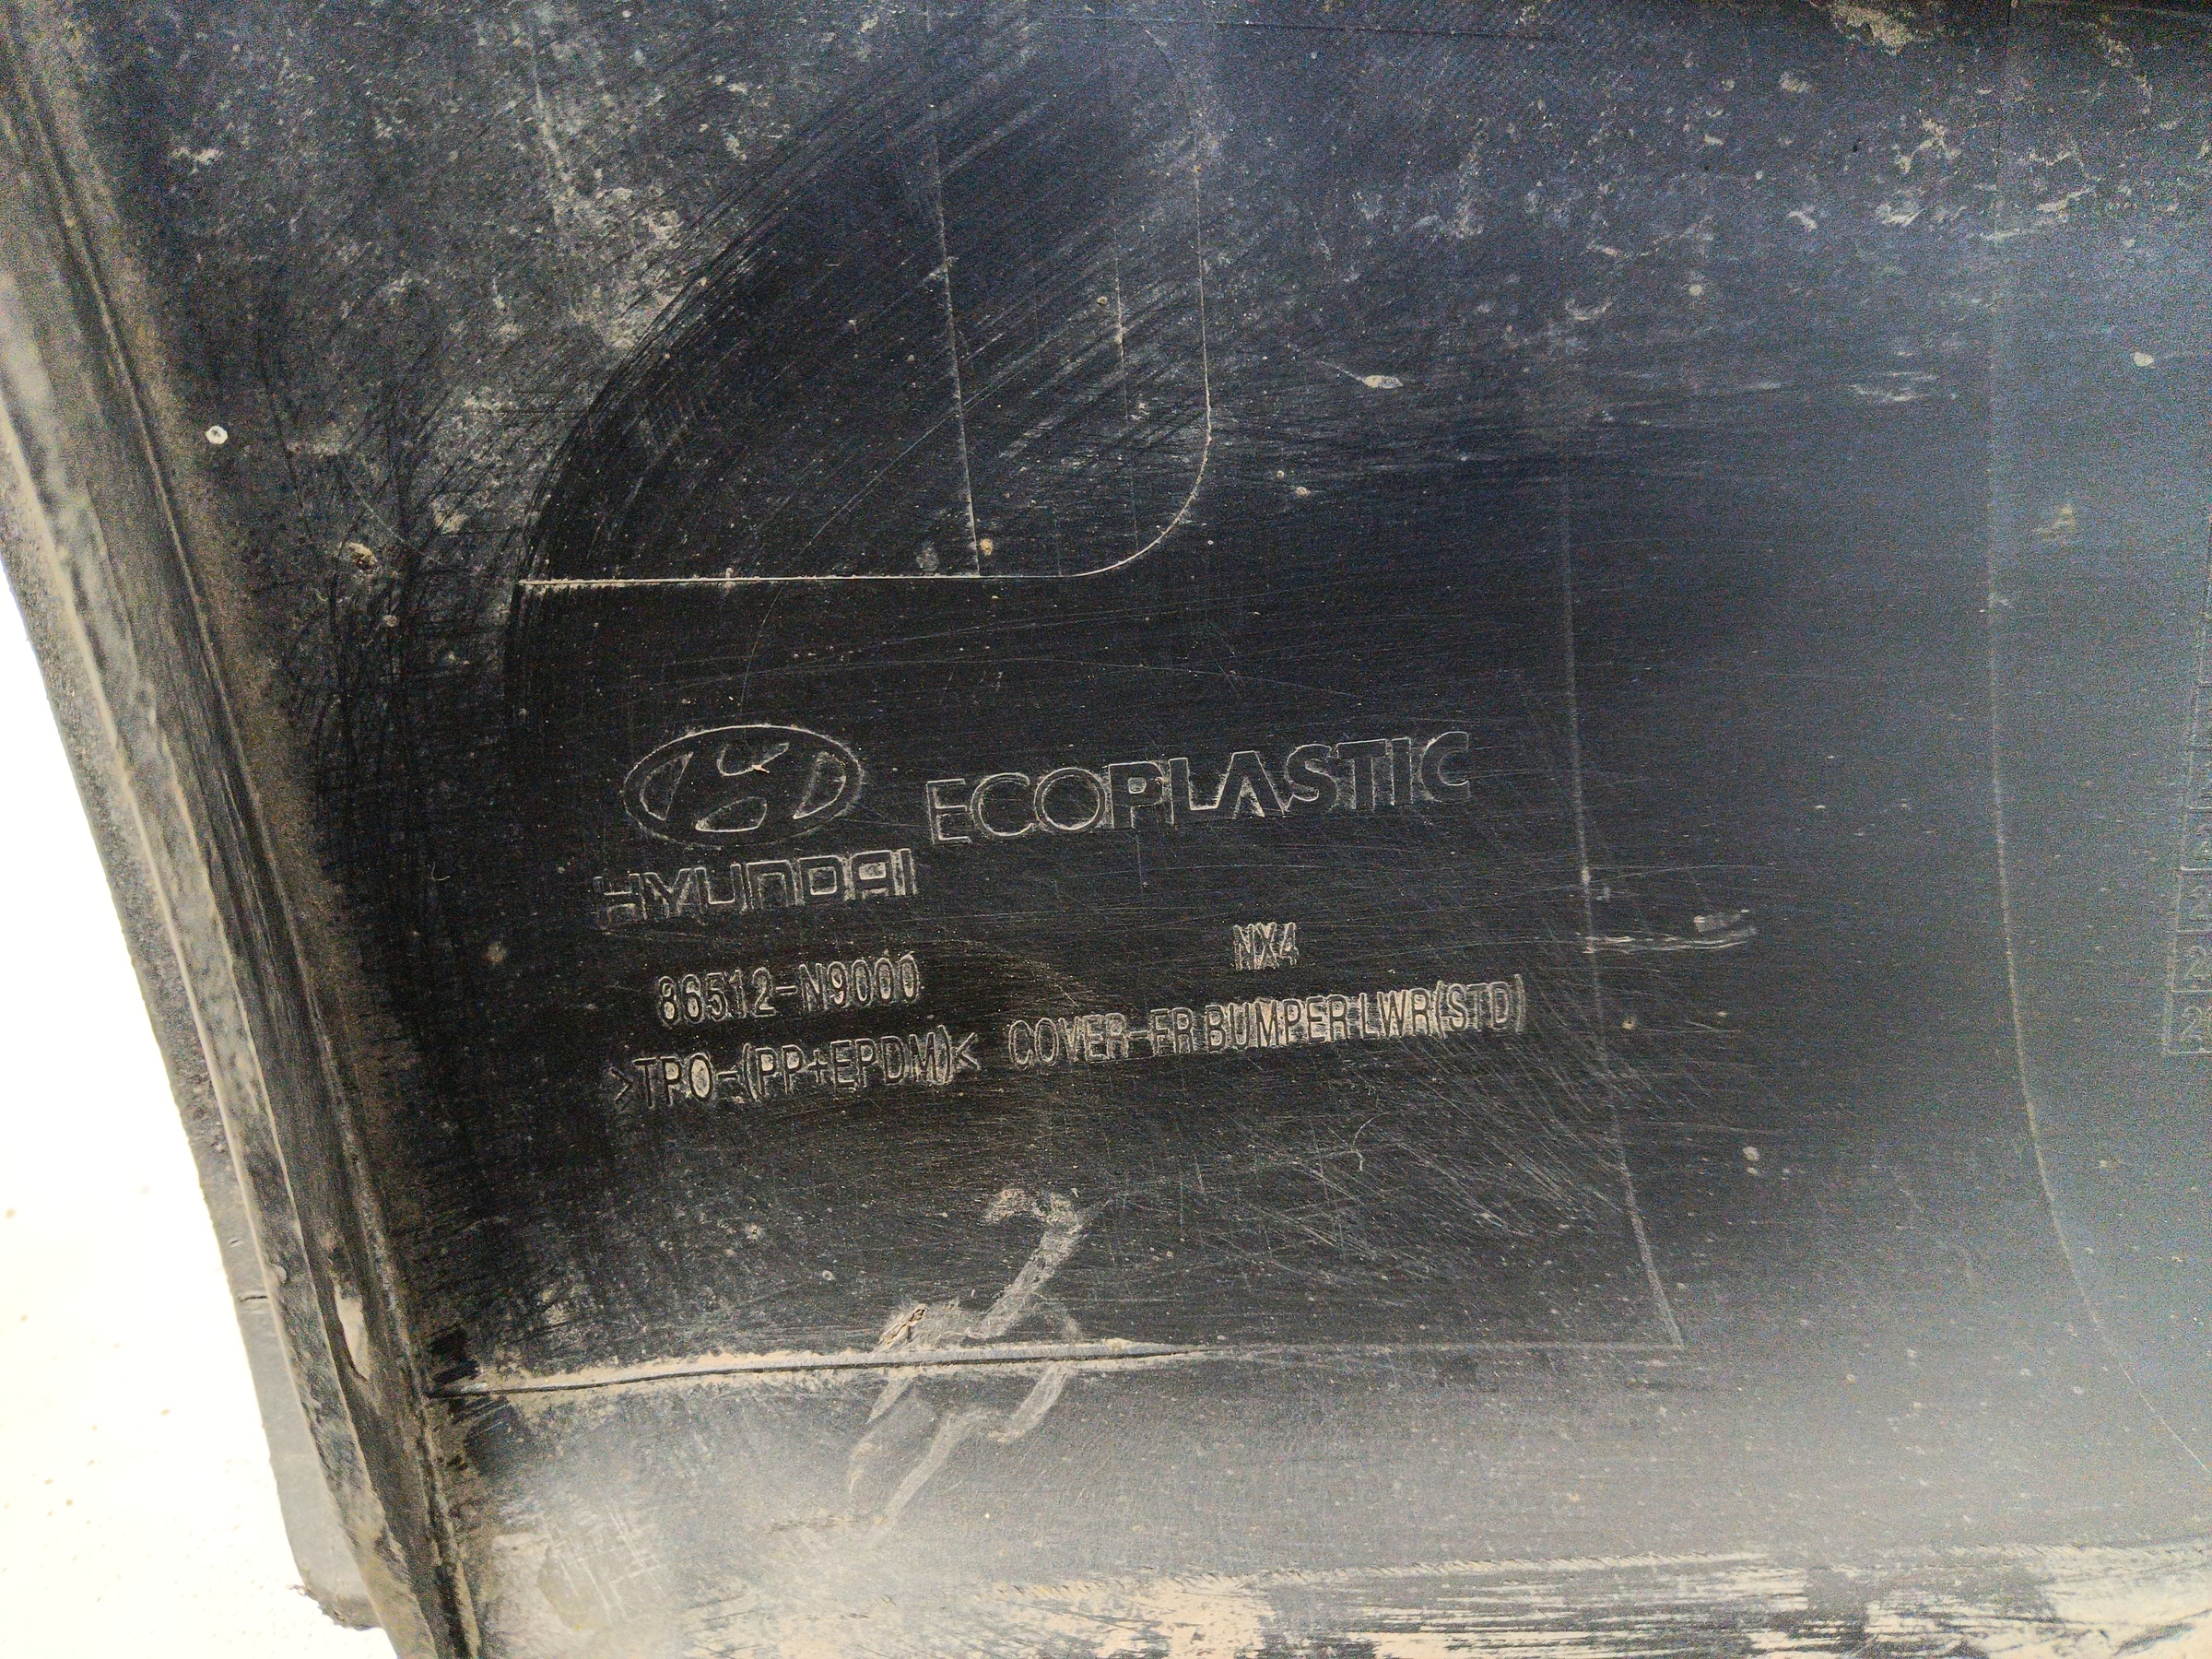 HYUNDAI
ECOPLASTIC
86512-N9000
NX4
>TPO-(PP+EPDM)< COVER-FR BUMPER LWR(STD)